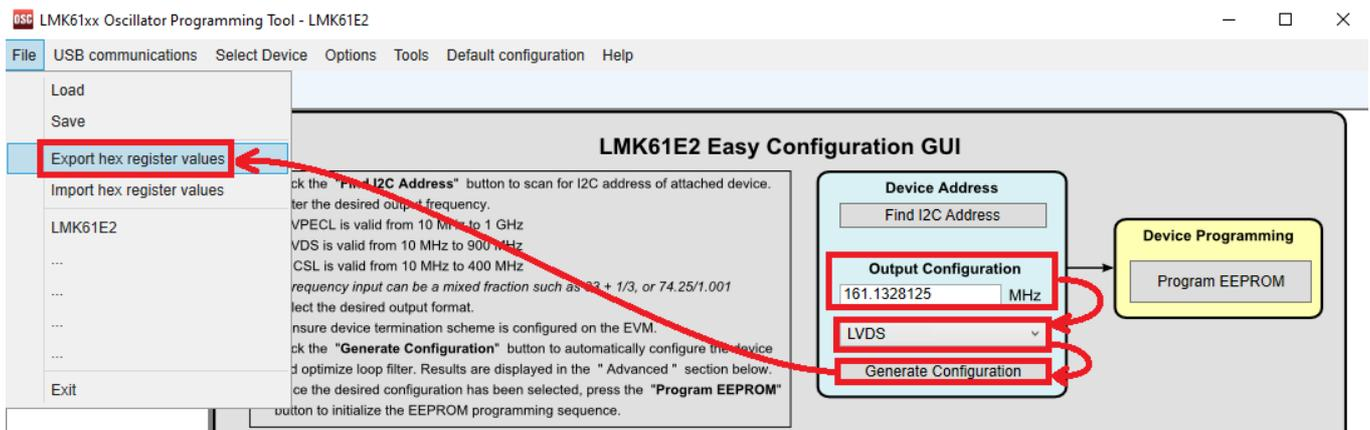 OSC LMK61xx Oscillator Programming Tool - LMK61E2
File USB communications Select Device Options Tools Default configuration Help
Load
Save
Export hex register values
Import hex register values
LMK61E2
...
...
...
...
Exit
LMK61E2 Easy Configuration GUI
ck the "Find I2C Address" button to scan for I2C address of attached device.
ter the desired output frequency.
VPECL is valid from 10 MHz to 1 GHz
VDS is valid from 10 MHz to 900 MHz
CSL is valid from 10 MHz to 400 MHz
requency input can be a mixed fraction such as 33 + 1/3, or 74.25/1.001
lect the desired output format.
nsure device termination scheme is configured on the EVM.
ck the "Generate Configuration" button to automatically configure the device
d optimize loop filter. Results are displayed in the " Advanced " section below.
ce the desired configuration has been selected, press the "Program EEPROM"
button to initialize the EEPROM programming sequence.
Device Address
Find I2C Address
Output Configuration
161.1328125 MHz
LVDS
Generate Configuration
Device Programming
Program EEPROM